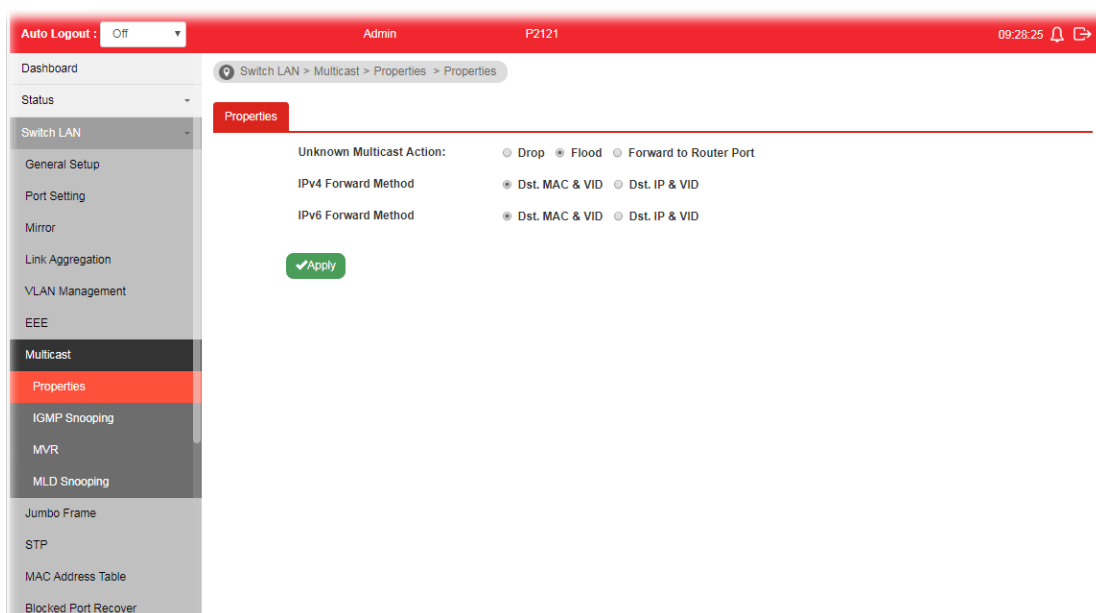 Auto Logout : Off Admin P2121 09:28:25
Dashboard
Status
Switch LAN
General Setup
Port Setting
Mirror
Link Aggregation
VLAN Management
EEE
Multicast
Properties
IGMP Snooping
MVR
MLD Snooping
Jumbo Frame
STP
MAC Address Table
Blocked Port Recover
Switch LAN > Multicast > Properties > Properties
Properties
Unknown Multicast Action: Drop Flood Forward to Router Port
IPv4 Forward Method Dst. MAC & VID Dst. IP & VID
IPv6 Forward Method Dst. MAC & VID Dst. IP & VID
Apply